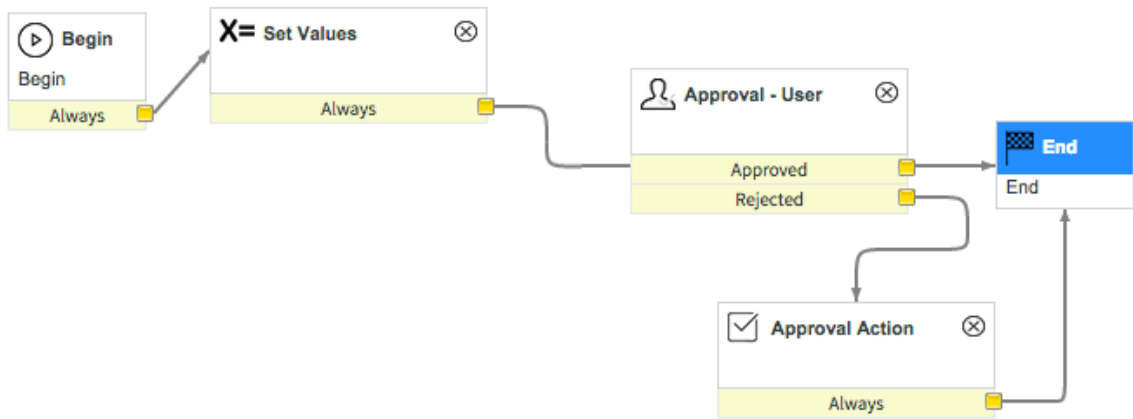 Begin
Begin
Always
X= Set Values
Always
Approval - User
Approved
Rejected
End
End
Approval Action
Always